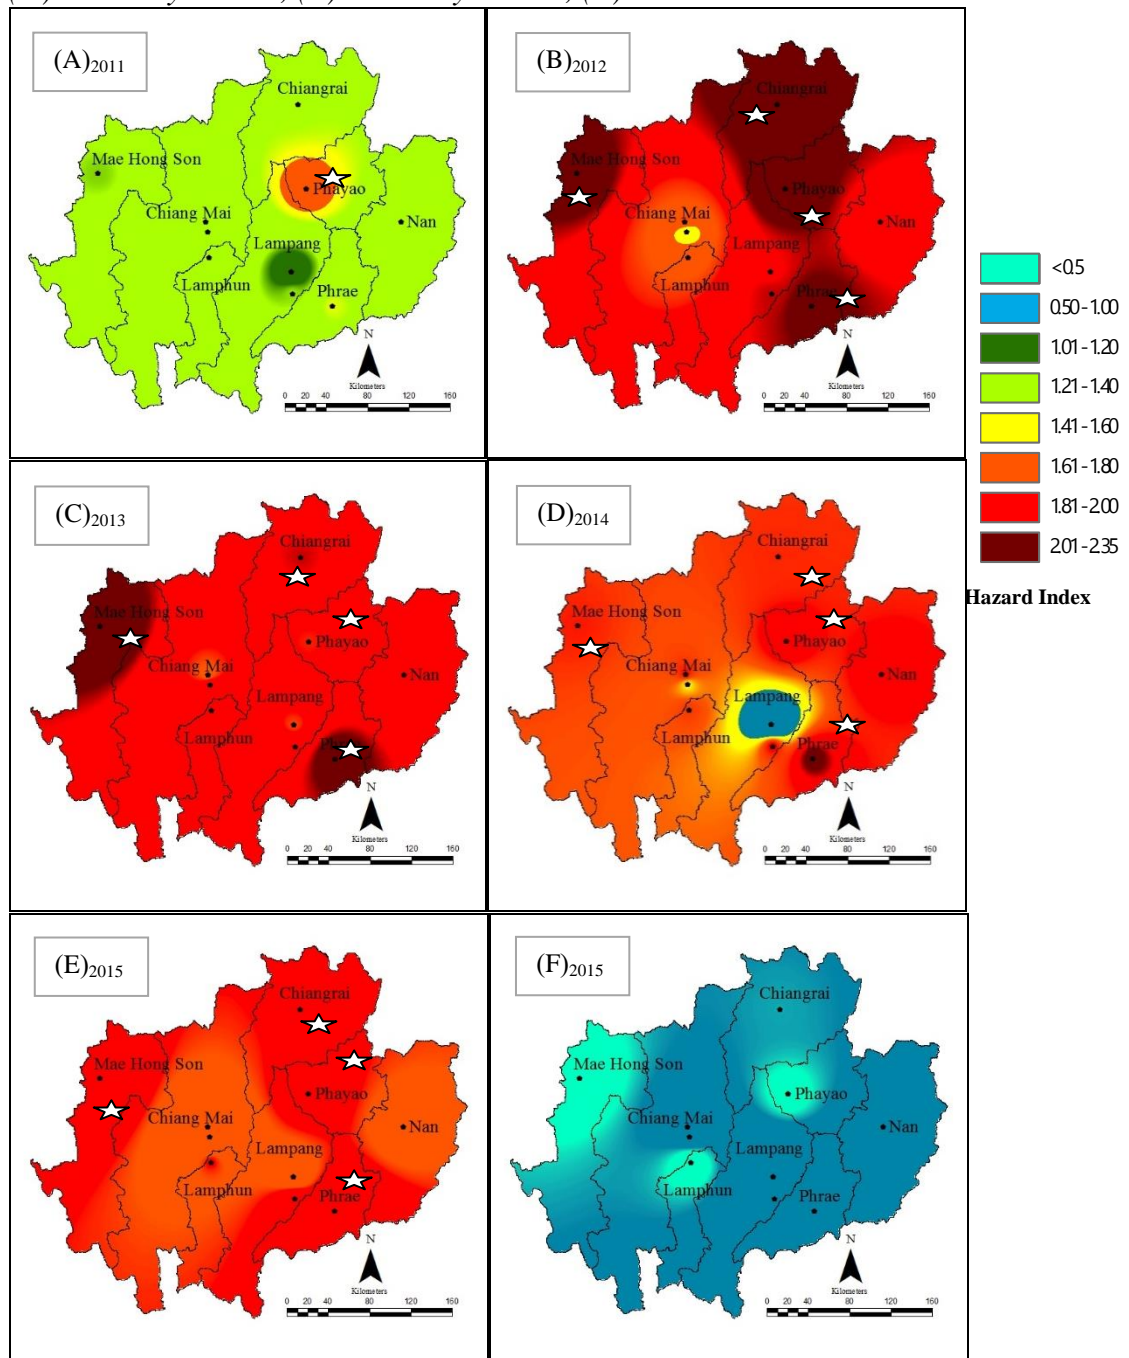 (A)2011
Chiangrai
Mae Hong Son
Phayao
Chiang Mai
Nan
Lampang
Lamphun
Phrae
N
Kilometers
0 20 40 80 120 160
(B)2012
Chiangrai
Mae Hong Son
Phayao
Chiang Mai
Nan
Lampang
Lamphun
Phrae
N
Kilometers
0 20 40 80 120 160
<0.5
0.50 - 1.00
1.01 - 1.20
1.21 - 1.40
1.41 - 1.60
1.61 - 1.80
1.81 - 2.00
2.01 - 2.35
Hazard Index
(C)2013
Chiangrai
Mae Hong Son
Phayao
Chiang Mai
Nan
Lampang
Lamphun
N
Kilometers
0 20 40 80 120 160
(D)2014
Chiangrai
Mae Hong Son
Phayao
Chiang Mai
Nan
Lampang
Lamphun
Phrae
N
Kilometers
0 20 40 80 120 160
(E)2015
Chiangrai
Mae Hong Son
Phayao
Chiang Mai
Nan
Lampang
Lamphun
Phrae
N
Kilometers
0 20 40 80 120 160
(F)2015
Chiangrai
Mae Hong Son
Phayao
Chiang Mai
Nan
Lampang
Lamphun
Phrae
N
Kilometers
0 20 40 80 120 160